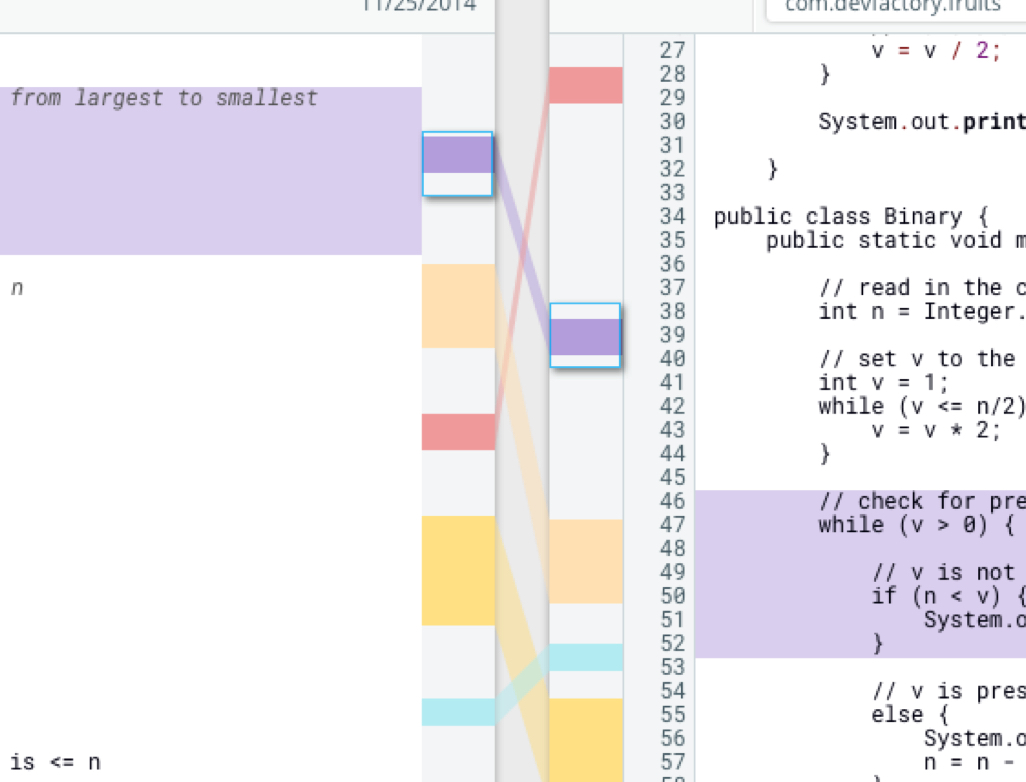 11/25/2014
com.devfactory.fruits
from largest to smallest
n
is <= n
27 v = v / 2;
28 }
29
30 System.out.print
31
32 }
33
34 public class Binary {
35 public static void m
36
37 // read in the c
38 int n = Integer.
39
40 // set v to the
41 int v = 1;
42 while (v <= n/2)
43 v = v * 2;
44 }
45
46 // check for pre
47 while (v > 0) {
48
49 // v is not
50 if (n < v) {
51 System.o
52 }
53
54 // v is pres
55 else {
56 System.o
57 n = n -